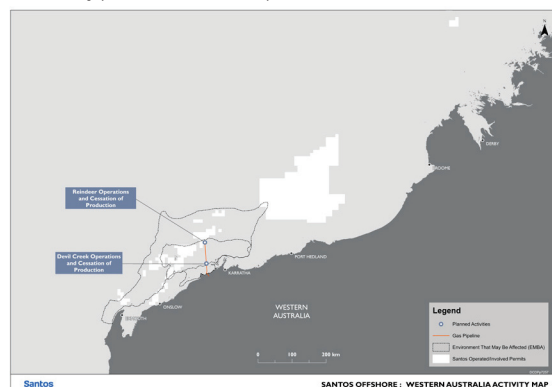 N
DERBY
BROOME
Reindeer Operations
and Cessation of
Production
Devil Creek Operations
and Cessation of
Production
PORT HEDLAND
KARRATHA
ONSLOW
EXMOUTH
WESTERN
AUSTRALIA
0 100 200 km
Legend
Planned Activities
Gas Pipeline
Environment That May Be Affected (EMBA)
Santos Operated/Involved Permits
Santos
SANTOS OFFSHORE : WESTERN AUSTRALIA ACTIVITY MAP